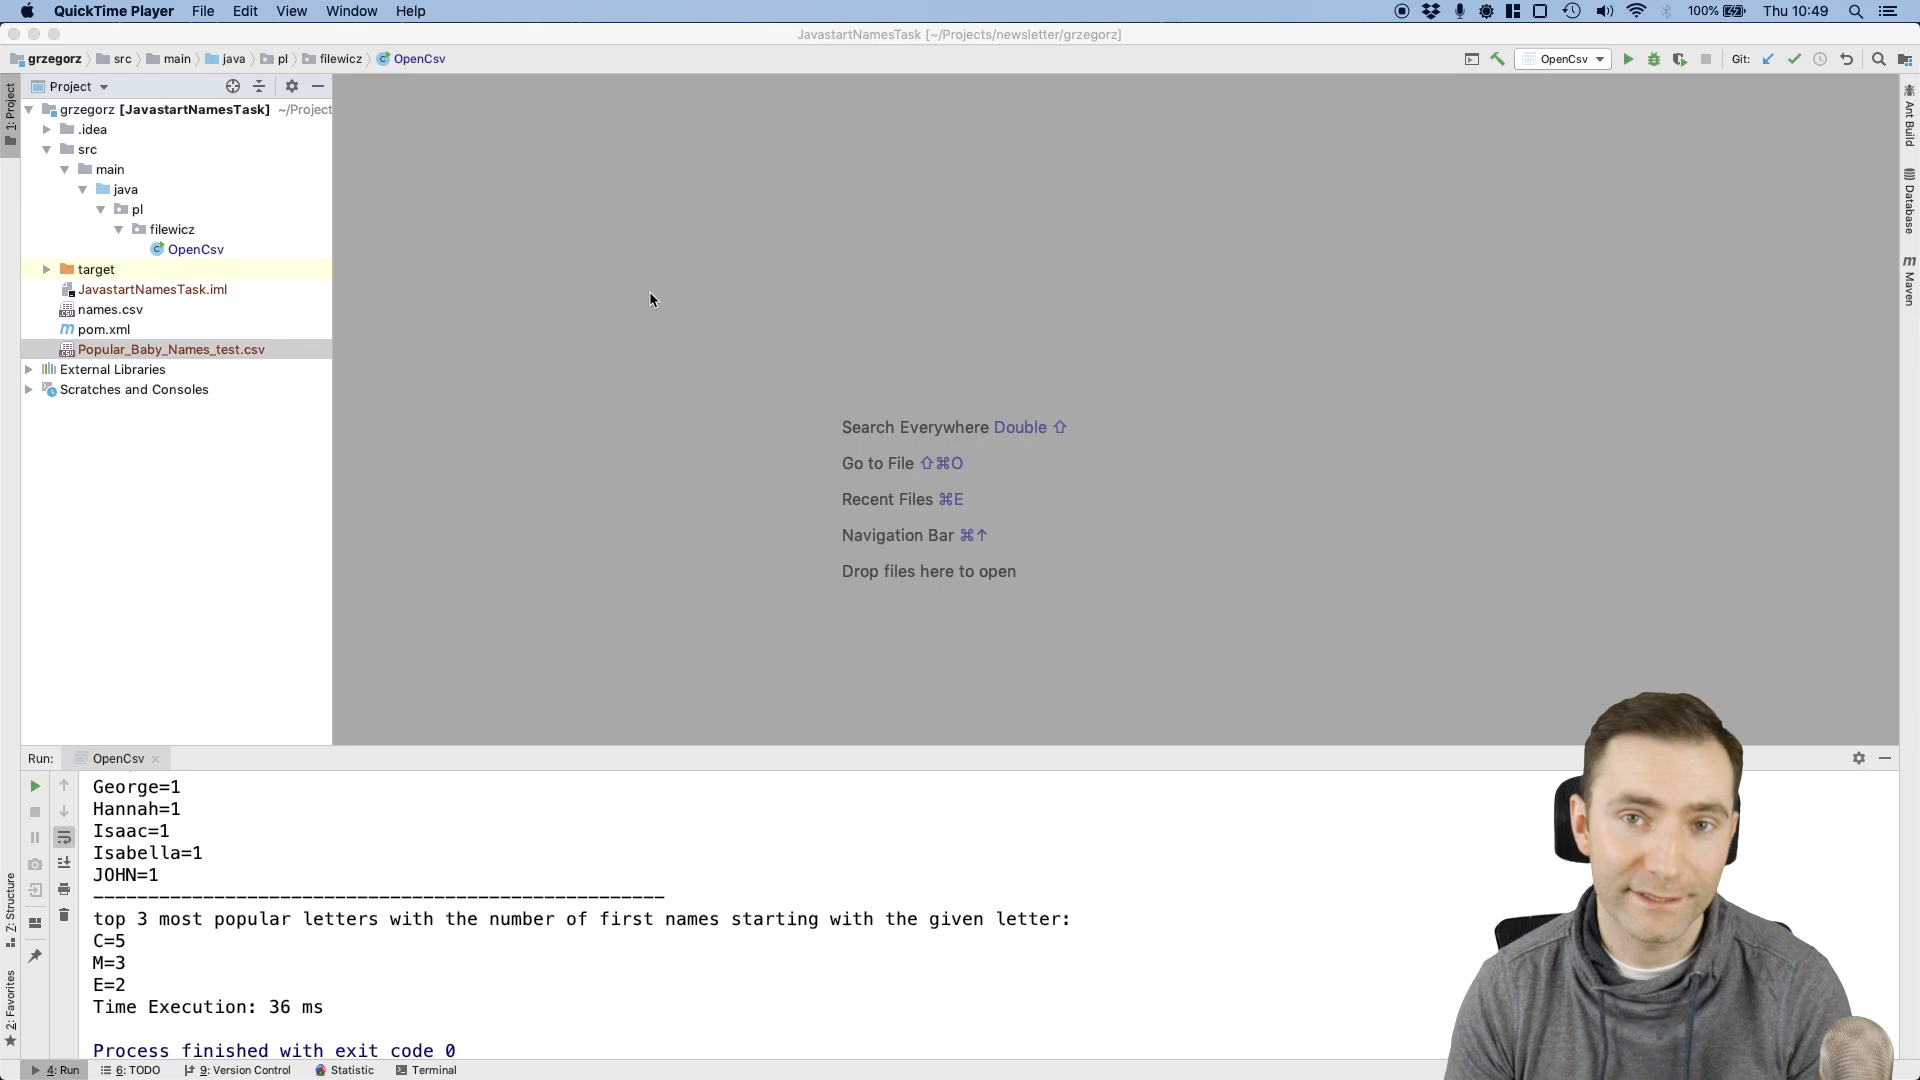 QuickTime Player File Edit View Window Help 100% Thu 10:49
JavastartNamesTask [~/Projects/newsletter/grzegorz]
grzegorz src main java pl filewicz OpenCsv OpenCsv Git:
1: Project
Project
grzegorz [JavastartNamesTask] ~/Project
.idea
src
main
java
pl
filewicz
OpenCsv
target
JavastartNamesTask.iml
names.csv
pom.xml
Popular_Baby_Names_test.csv
External Libraries
Scratches and Consoles
Search Everywhere Double ⇧
Go to File ⇧⌘O
Recent Files ⌘E
Navigation Bar ⌘↑
Drop files here to open
Ant Build
Database
Maven
Run: OpenCsv
George=1
Hannah=1
Isaac=1
Isabella=1
JOHN=1
----------------------------------------------------
top 3 most popular letters with the number of first names starting with the given letter:
C=5
M=3
E=2
Time Execution: 36 ms
Process finished with exit code 0
Z: Structure
2: Favorites
4: Run 6: TODO 9: Version Control Statistic Terminal